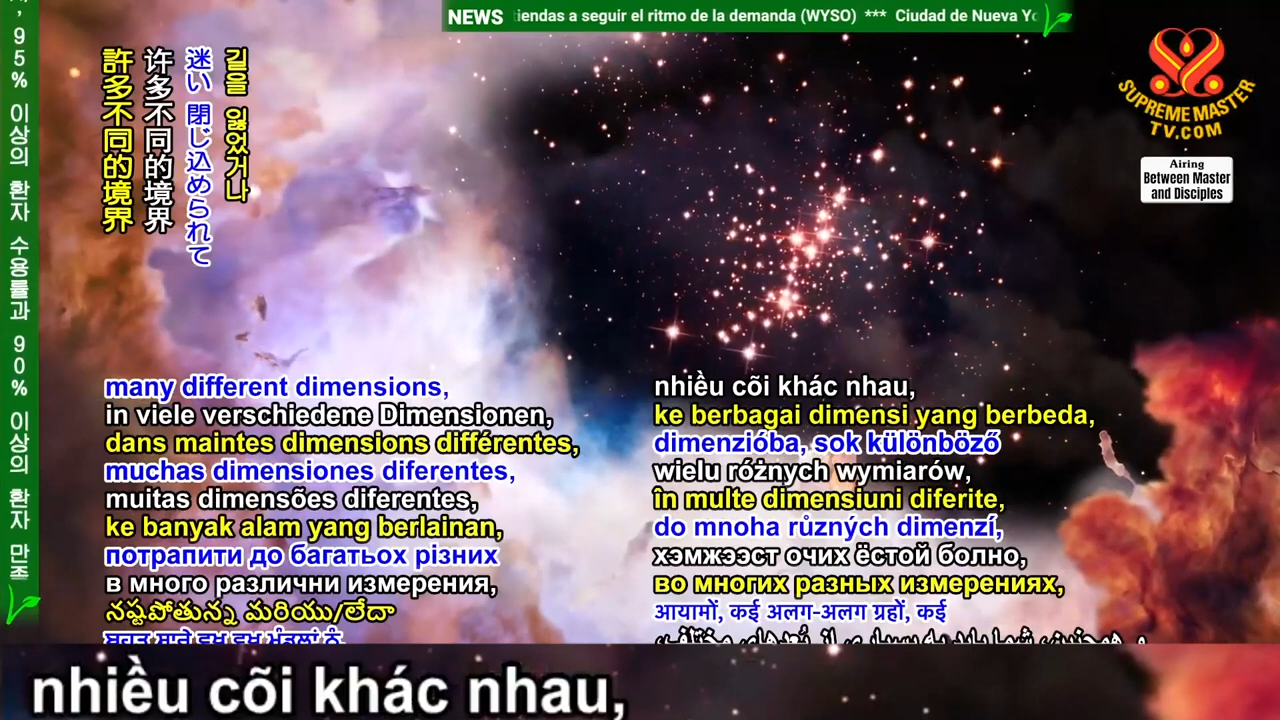 NEWS iendas a seguir el ritmo de la demanda (WYSO) *** Ciudad de Nueva
95% 이상의 환자 수용률과 90% 이상의 환자 만족
許多不同的境界
许多不同的境界
迷い 閉じ込められて
길을 잃었거나
SUPREME MASTER
TV.COM
Airing
Between Master
and Disciples
many different dimensions,
in viele verschiedene Dimensionen,
dans maintes dimensions différentes,
muchas dimensiones diferentes,
muitas dimensões diferentes,
ke banyak alam yang berlainan,
потрапити до багатьох різних
в много различни измерения,
నష్టపోతున్న మరియు/లేదా
nhiều cõi khác nhau,
ke berbagai dimensi yang berbeda,
dimenzióba, sok különböző
wielu różnych wymiarów,
în multe dimensiuni diferite,
do mnoha různých dimenzí,
хэмжээст очих ёстой болно,
во многих разных измерениях,
आयामों, कई अलग-अलग ग्रहों, कई
nhiều cõi khác nhau,